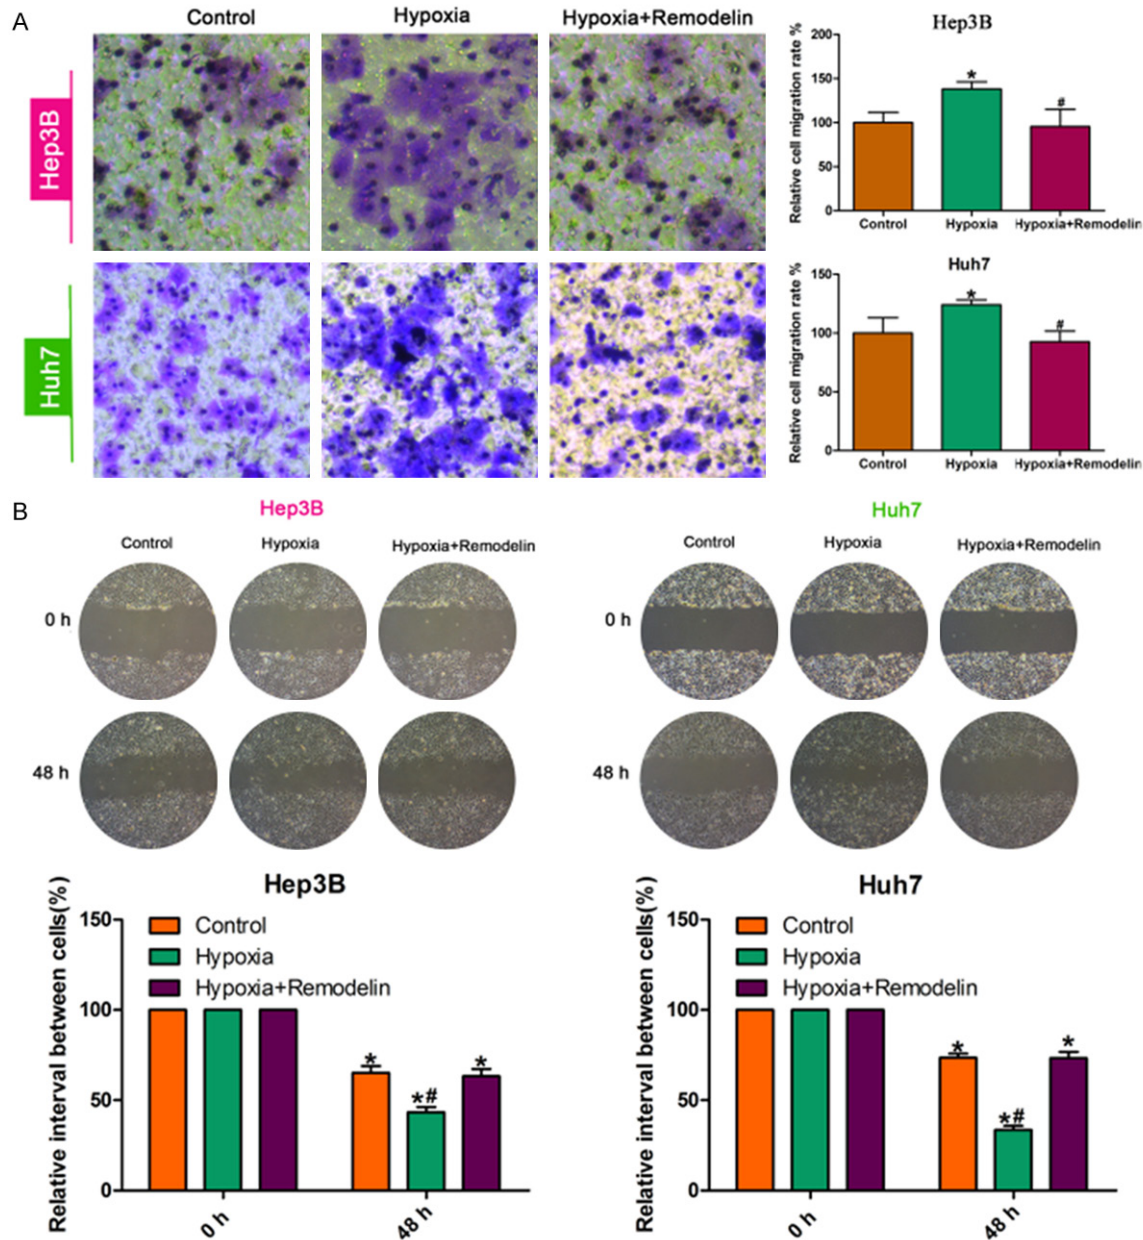 A
Control
Hypoxia
Hypoxia+Remodelin
Hep3B
Huh7
Hep3B
Relative cell migration rate %
200
150
100
50
0
*
#
Control
Hypoxia
Hypoxia+Remodelin
Huh7
Relative cell migration rate %
150
100
50
0
*
#
Control
Hypoxia
Hypoxia+Remodelin
B
Hep3B
Control
Hypoxia
Hypoxia+Remodelin
0 h
48 h
Huh7
Control
Hypoxia
Hypoxia+Remodelin
0 h
48 h
Hep3B
Relative interval between cells(%)
150
100
50
0
Control
Hypoxia
Hypoxia+Remodelin
*
*#
*
0 h
48 h
Huh7
Relative interval between cells(%)
150
100
50
0
Control
Hypoxia
Hypoxia+Remodelin
*
*#
*
0 h
48 h